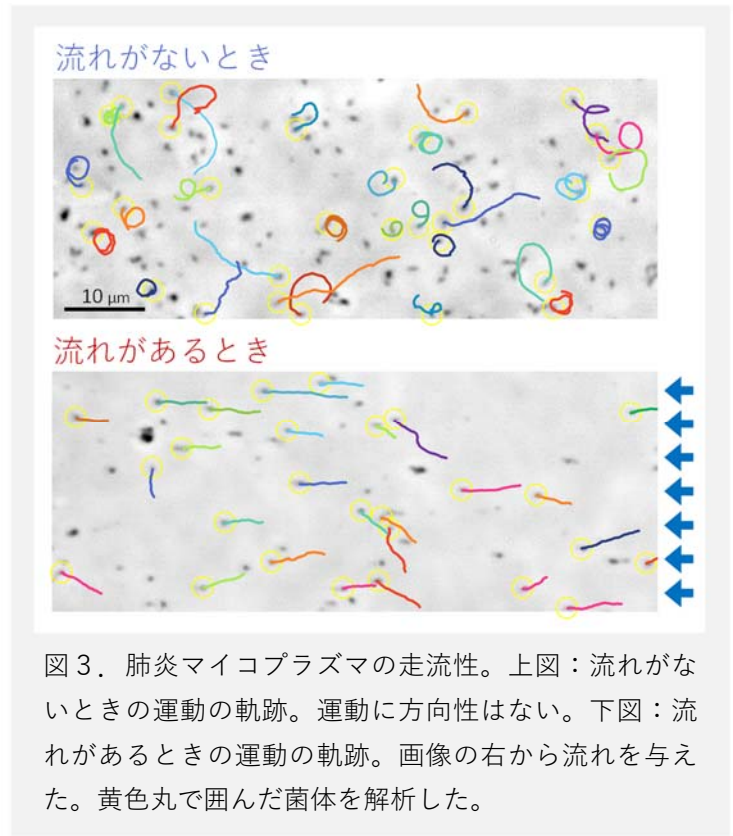 流れがないとき
10 μm
流れがあるとき
図3．肺炎マイコプラズマの走流性。上図：流れがな
いときの運動の軌跡。運動に方向性はない。下図：流
れがあるときの運動の軌跡。画像の右から流れを与え
た。黄色丸で囲んだ菌体を解析した。